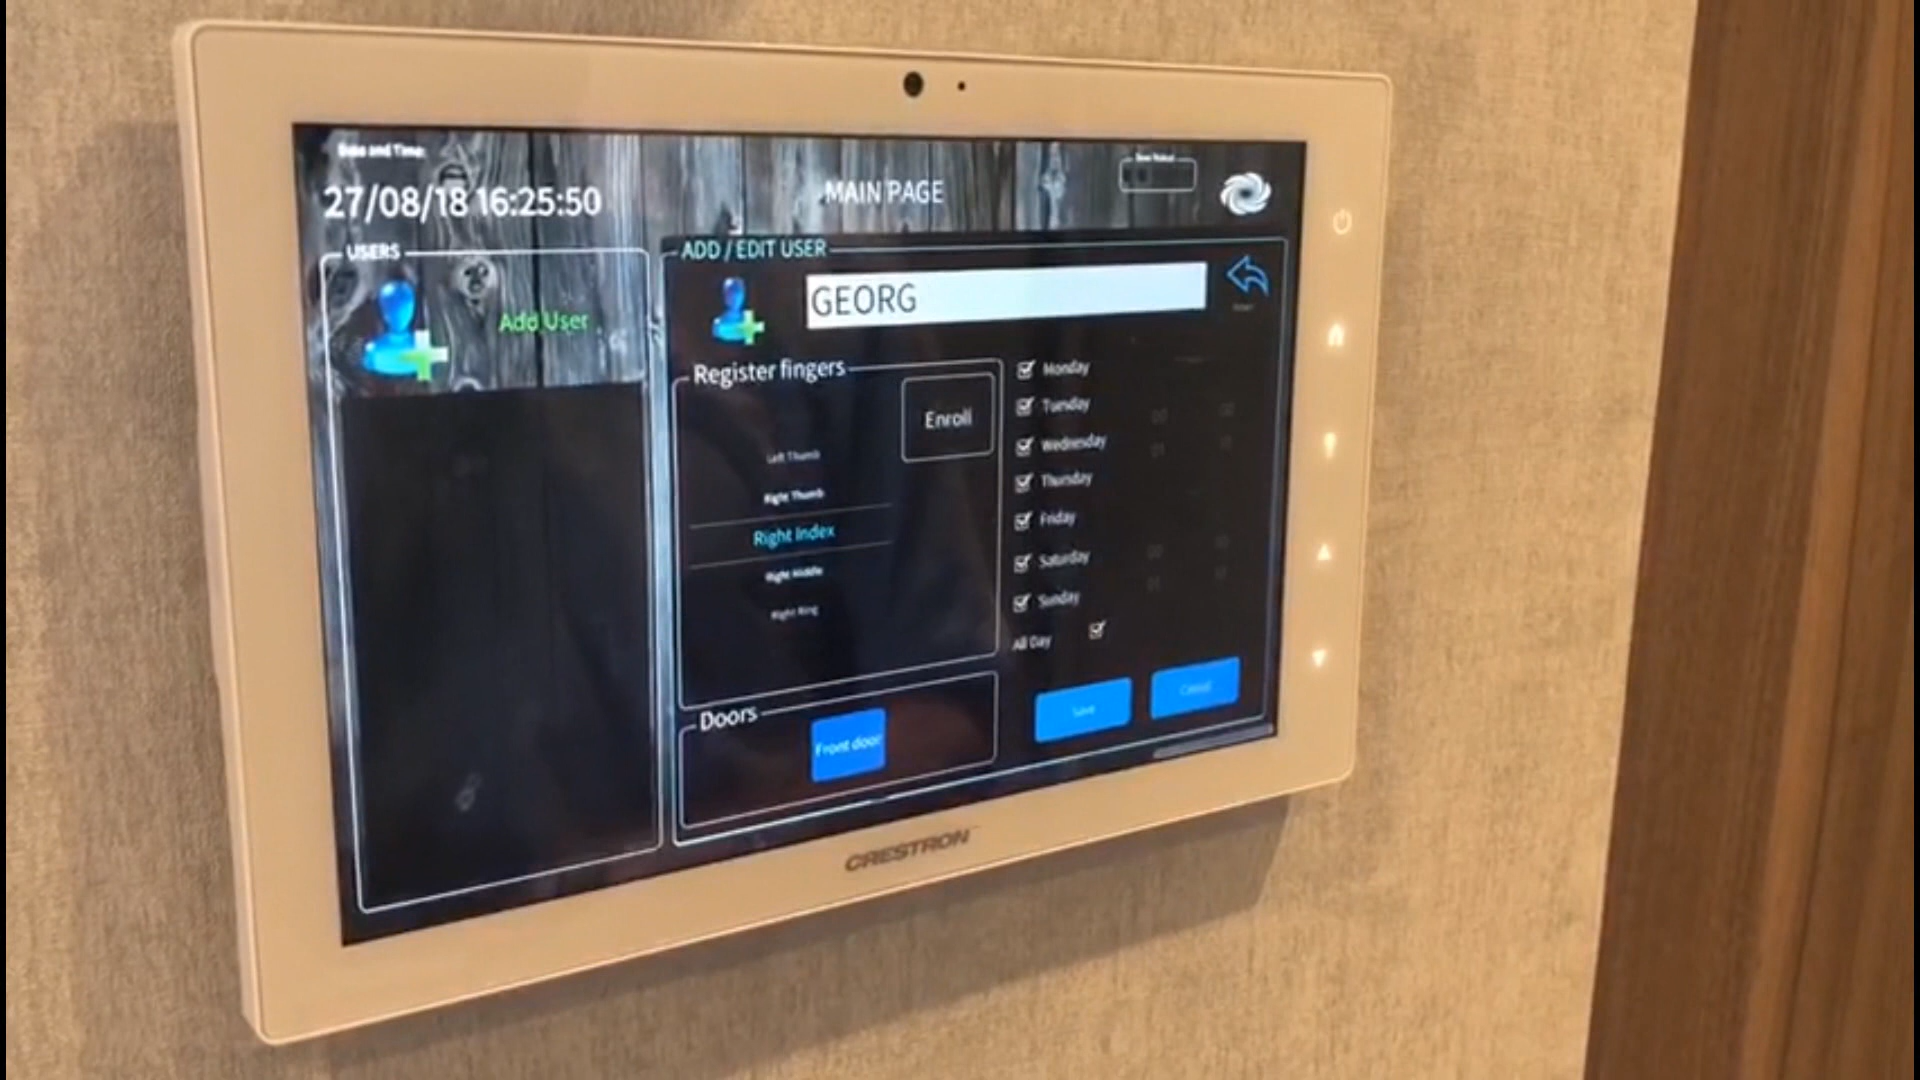 Date and Time:
27/08/18 16:25:50
MAIN PAGE
USERS
Add User
ADD / EDIT USER
GEORG
Register fingers
Enroll
Left Thumb
Right Thumb
Right Index
Right Middle
Right Ring
Monday
Tuesday
Wednesday
Thursday
Friday
Saturday
Sunday
All Day
Doors
Front door
Save
Cancel
CRESTRON